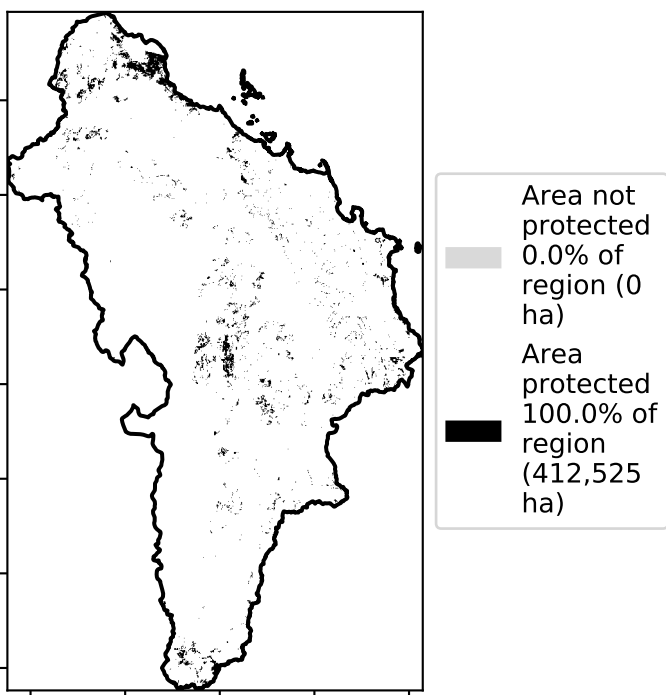 Area not
protected
0.0% of
region (0
ha)
Area
protected
100.0% of
region
(412,525
ha)